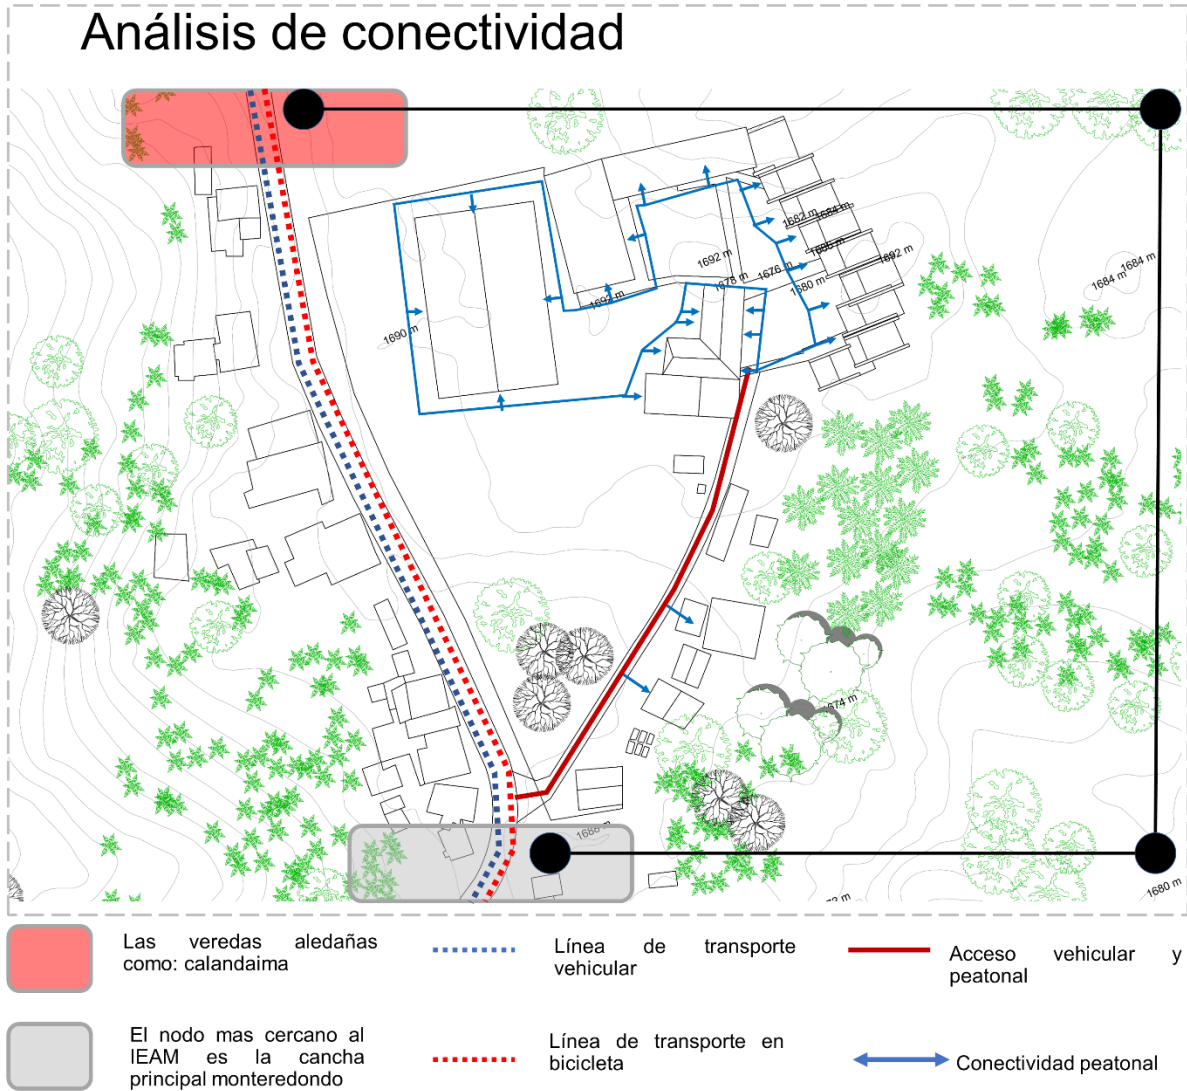 Análisis de conectividad
1682 m
1684 m
1686 m
1692 m
1692 m
1678 m
1676 m
1680 m
1692 m
1690 m
1684 m
1684 m
1674 m
1686 m
1680 m
Las veredas aledañas
como: calandaima
Línea de transporte
vehicular
Acceso vehicular y
peatonal
El nodo mas cercano al
IEAM es la cancha
principal monteredondo
Línea de transporte en
bicicleta
Conectividad peatonal